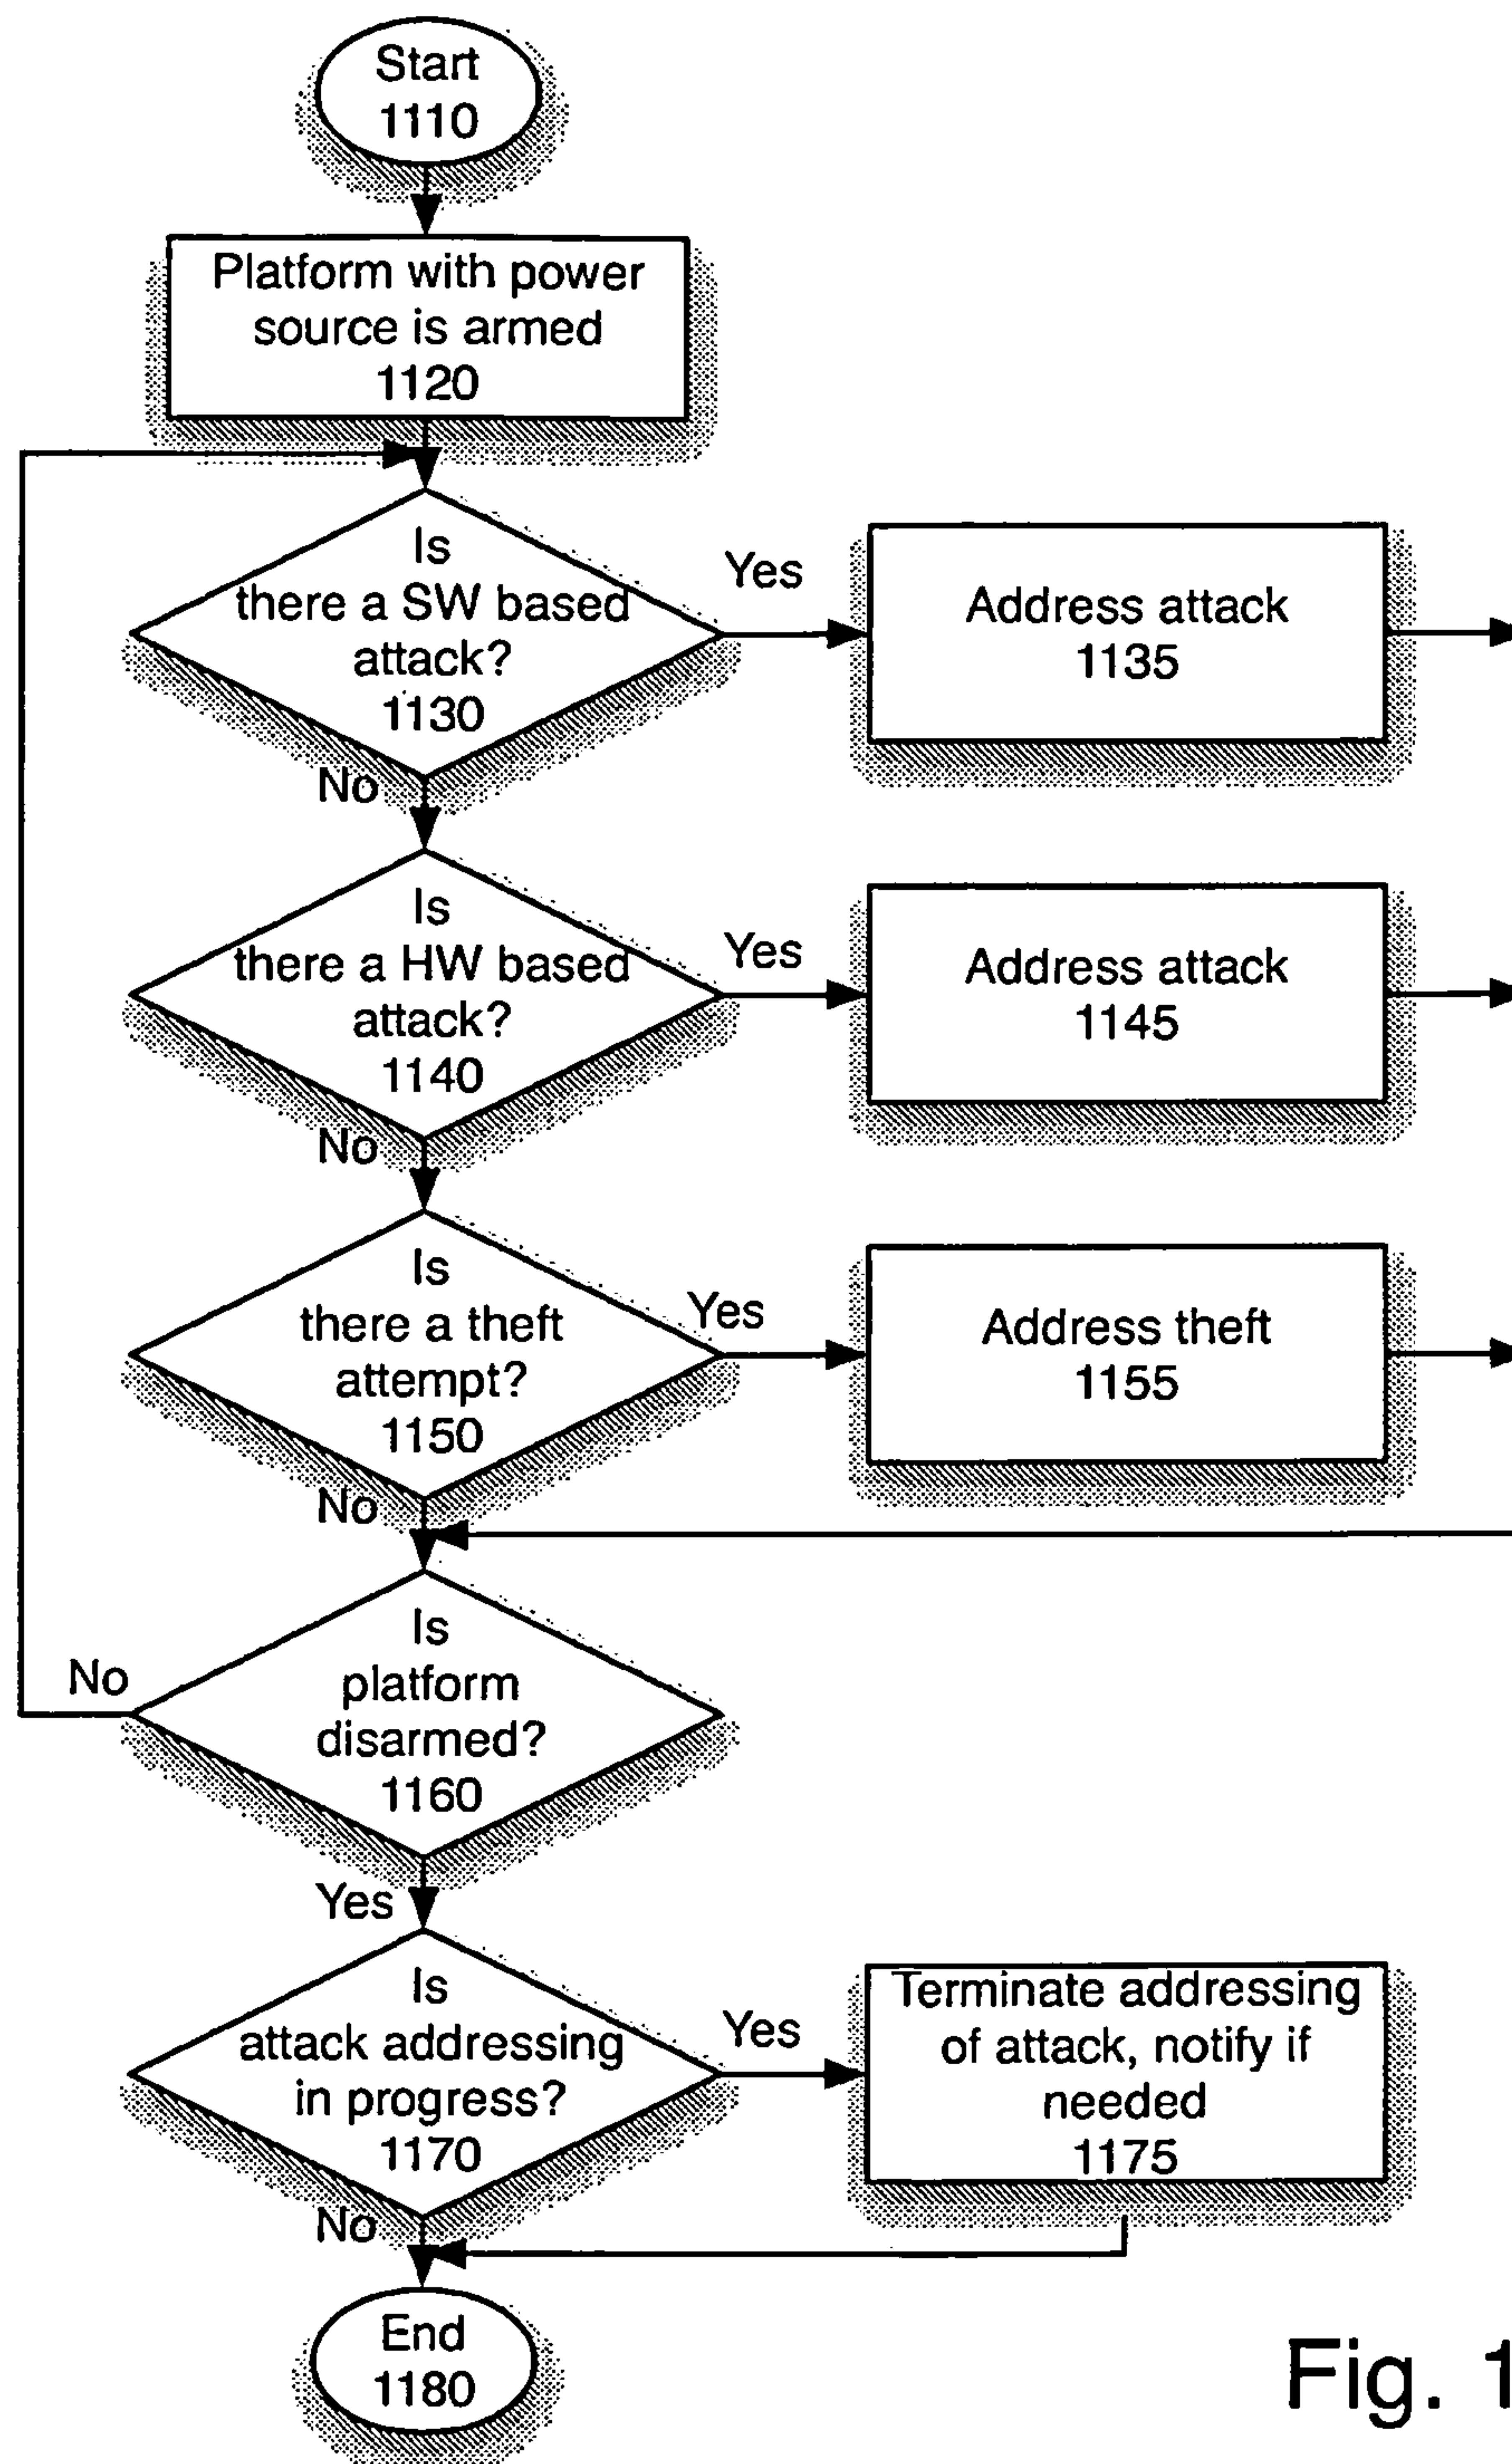 Start
1110
Platform with power
source is armed
1120
Is
there a SW based
attack?
1130
Yes
Address attack
1135
No
Is
there a HW based
attack?
1140
Yes
Address attack
1145
No
Is
there a theft
attempt?
1150
Yes
Address theft
1155
No
Is
platform
disarmed?
1160
No
Yes
Is
attack addressing
in progress?
1170
Yes
Terminate addressing
of attack, notify if
needed
1175
No
End
1180
Fig. 1